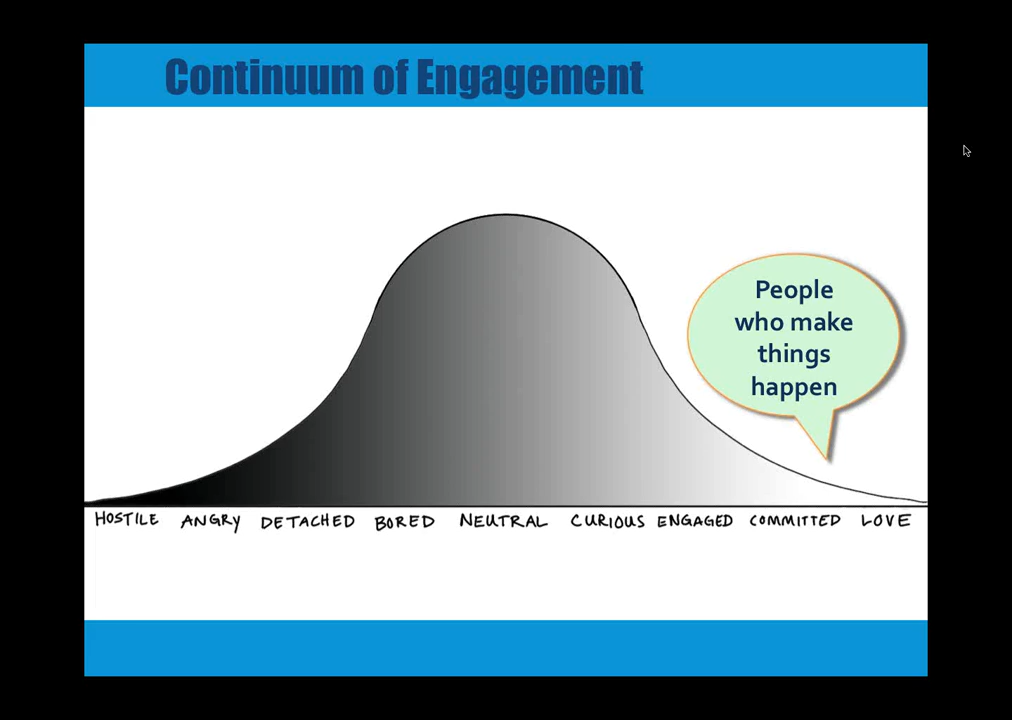 Continuum of Engagement
People
who make
things
happen
HOSTILE ANGRY DETACHED BORED NEUTRAL CURIOUS ENGAGED COMMITTED LOVE